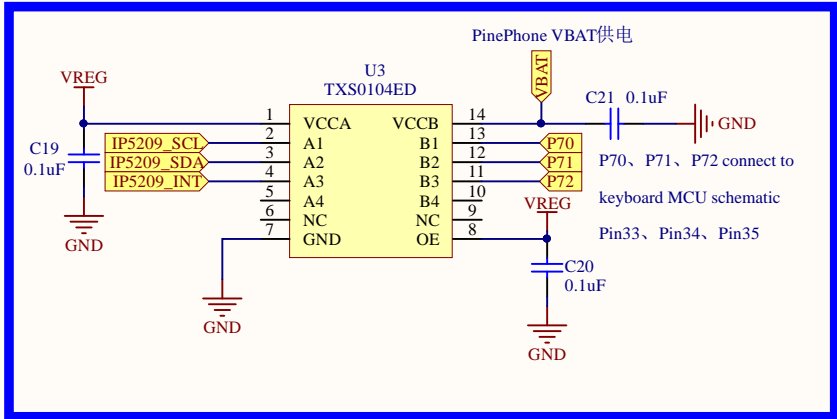 PinePhone VBAT供电
VBAT
U3
TXS0104ED
VREG
C19
0.1uF
GND
IP5209_SCL
IP5209_SDA
IP5209_INT
1
2
3
4
5
6
7
VCCA
A1
A2
A3
A4
NC
GND
VCCB
B1
B2
B3
B4
NC
OE
14
13
12
11
10
9
8
C21 0.1uF
GND
P70
P71
P72
P70、P71、P72 connect to
keyboard MCU schematic
Pin33、Pin34、Pin35
VREG
C20
0.1uF
GND
GND